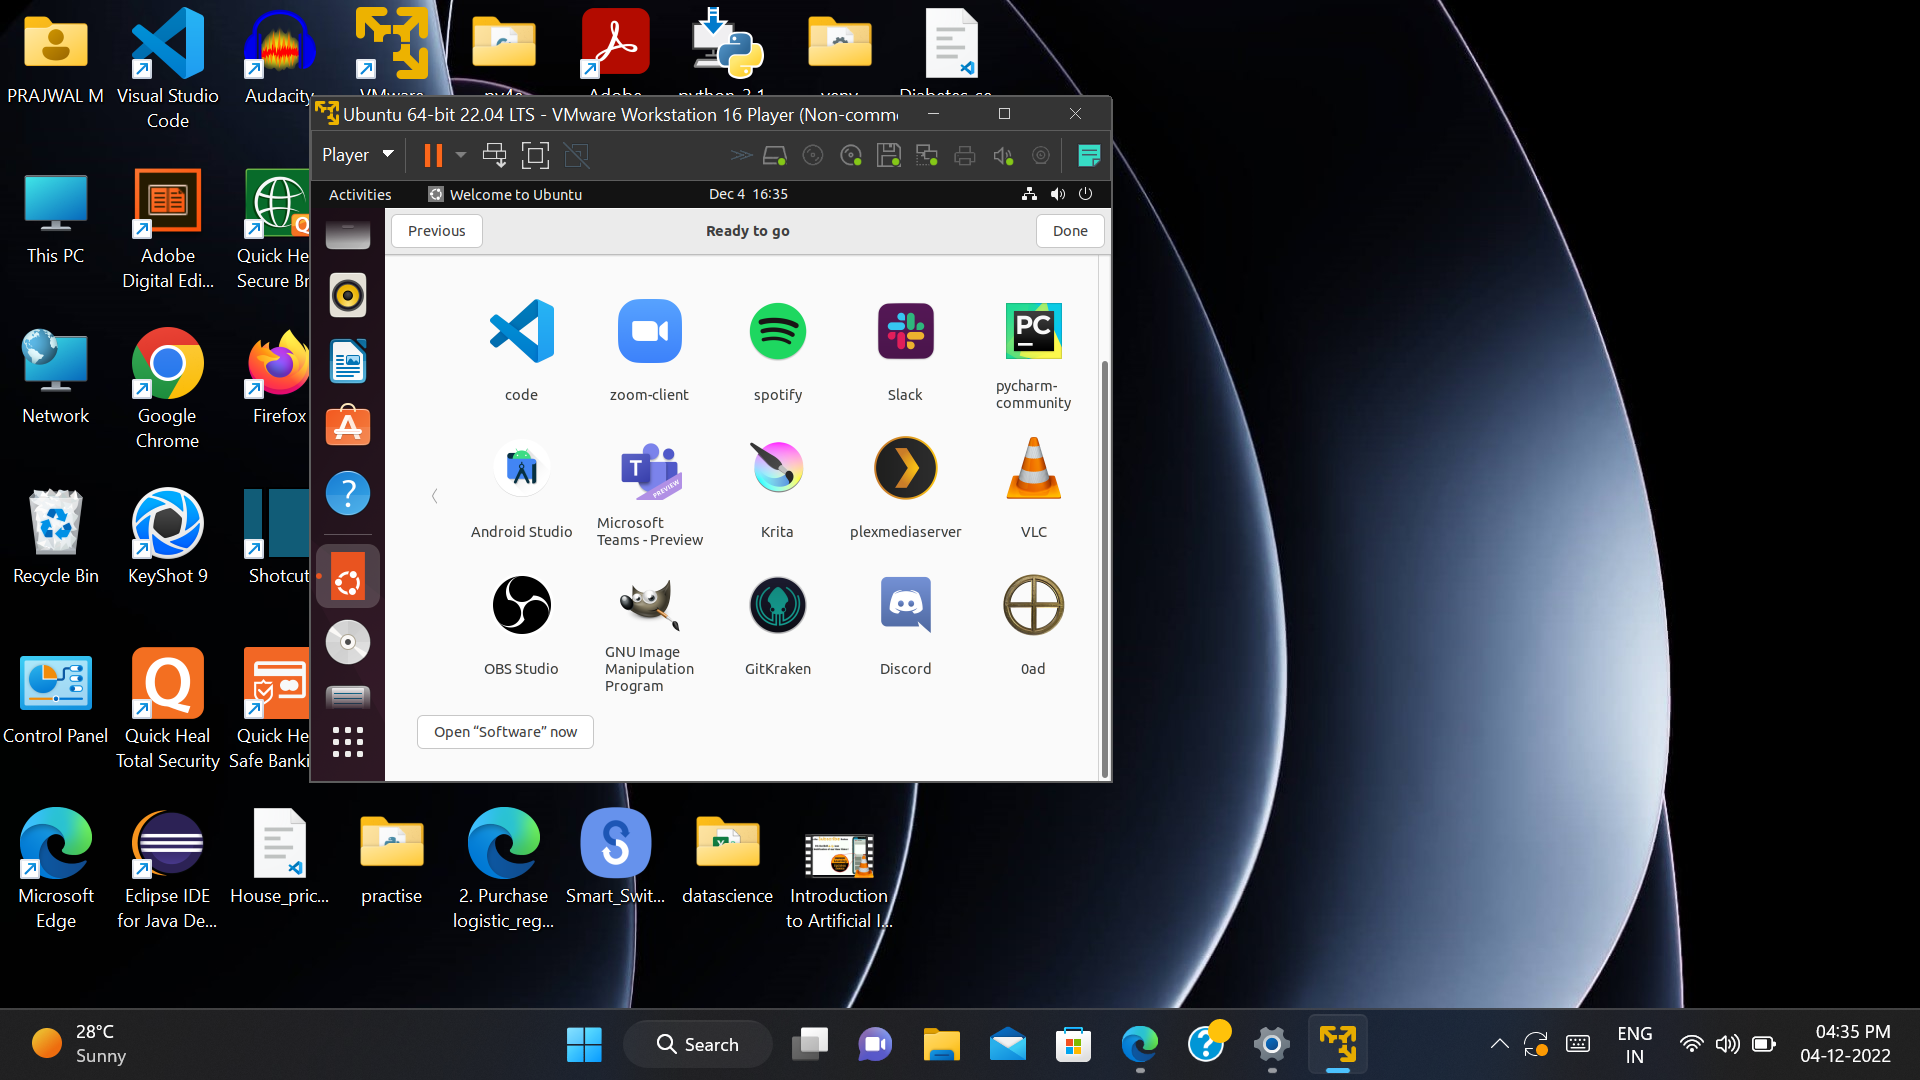 PRAJWAL M
Visual Studio
Code
Audacity
VMware
Adobe
python-3.1...
venv
This PC
Adobe
Digital Edi...
Quick He
Secure Br
Network
Google
Chrome
Firefox
Recycle Bin
KeyShot 9
Shotcut
Control Panel
Quick Heal
Total Security
Quick He
Safe Banki
Ubuntu 64-bit 22.04 LTS - VMware Workstation 16 Player (Non-comme
Player
Activities
Welcome to Ubuntu
Dec 4 16:35
Previous
Ready to go
Done
code
zoom-client
spotify
Slack
PC
pycharm-
community
Android Studio
T
PREVIEW
Microsoft
Teams - Preview
Krita
plexmediaserver
VLC
OBS Studio
GNU Image
Manipulation
Program
GitKraken
Discord
0ad
Open “Software” now
Microsoft
Edge
Eclipse IDE
for Java De...
House_pric...
practise
2. Purchase
logistic_reg...
Smart_Swit...
datascience
Introduction
to Artificial I...
28°C
Sunny
Search
ENG
IN
04:35 PM
04-12-2022